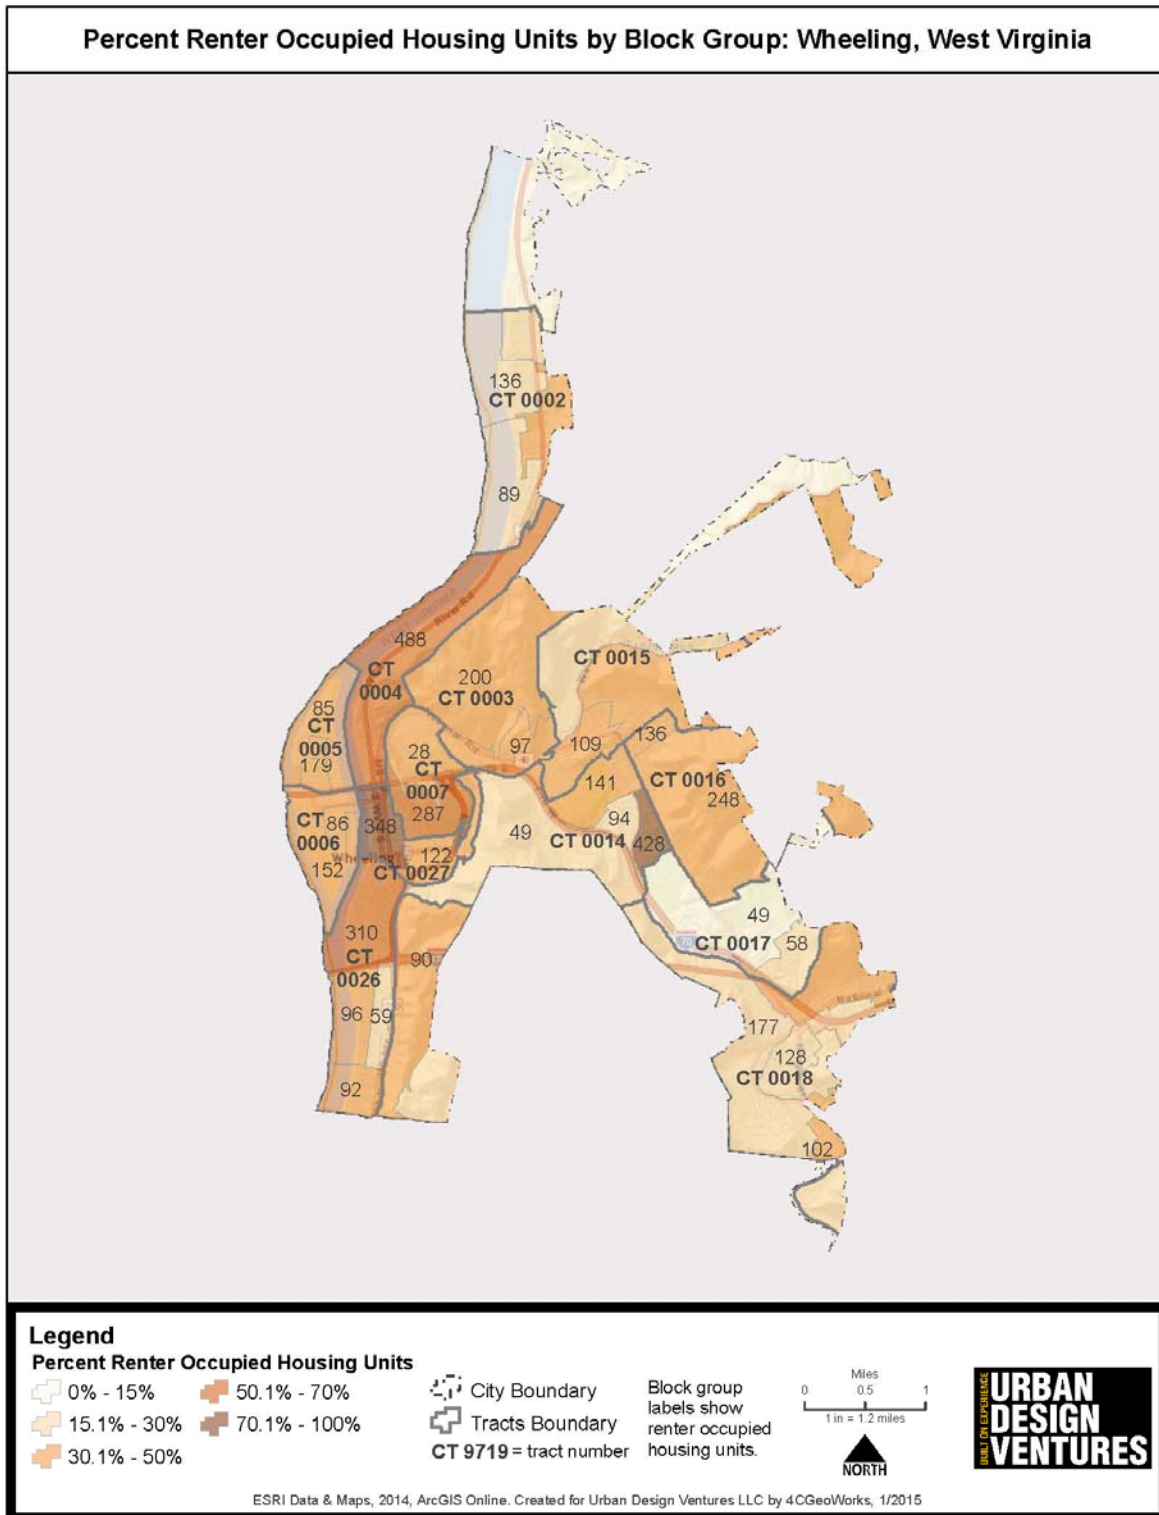 Percent Renter Occupied Housing Units by Block Group: Wheeling, West Virginia
136
CT 0002
89
River Rd
488
CT
0004
200
CT 0003
CT 0015
85
CT
0005
179
28
CT
0007
287
97
109
136
141
CT 0016
248
CT
0006
86
348
Wheeling
152
122
CT 0027
49
94
CT 0014
428
310
CT
0026
90
49
CT 0017
58
96
59
92
National
177
128
CT 0018
102
Legend
Percent Renter Occupied Housing Units
0% - 15%
15.1% - 30%
30.1% - 50%
50.1% - 70%
70.1% - 100%
City Boundary
Tracts Boundary
CT 9719 = tract number
Block group
labels show
renter occupied
housing units.
Miles
0 0.5 1
1 in = 1.2 miles
NORTH
BUILT ON EXPERIENCE
URBAN
DESIGN
VENTURES
ESRI Data & Maps, 2014, ArcGIS Online. Created for Urban Design Ventures LLC by 4CGeoWorks, 1/2015